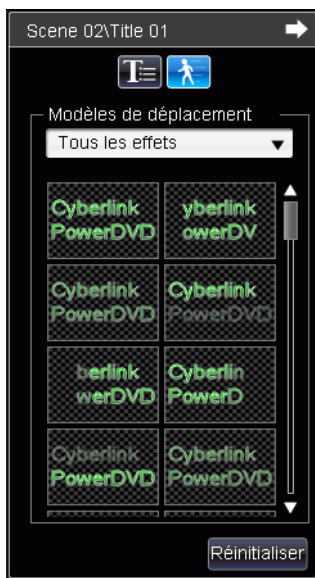 Scene 02\Title 01
T
Modèles de déplacement
Tous les effets
Cyberlink
PowerDVD
yberlink
owerDV
Cyberlink
PowerDVD
Cyberlink
PowerDVD
berlink
werDVD
Cyberlin
PowerD
Cyberlink
PowerDVD
Cyberlink
PowerDVD
Réinitialiser